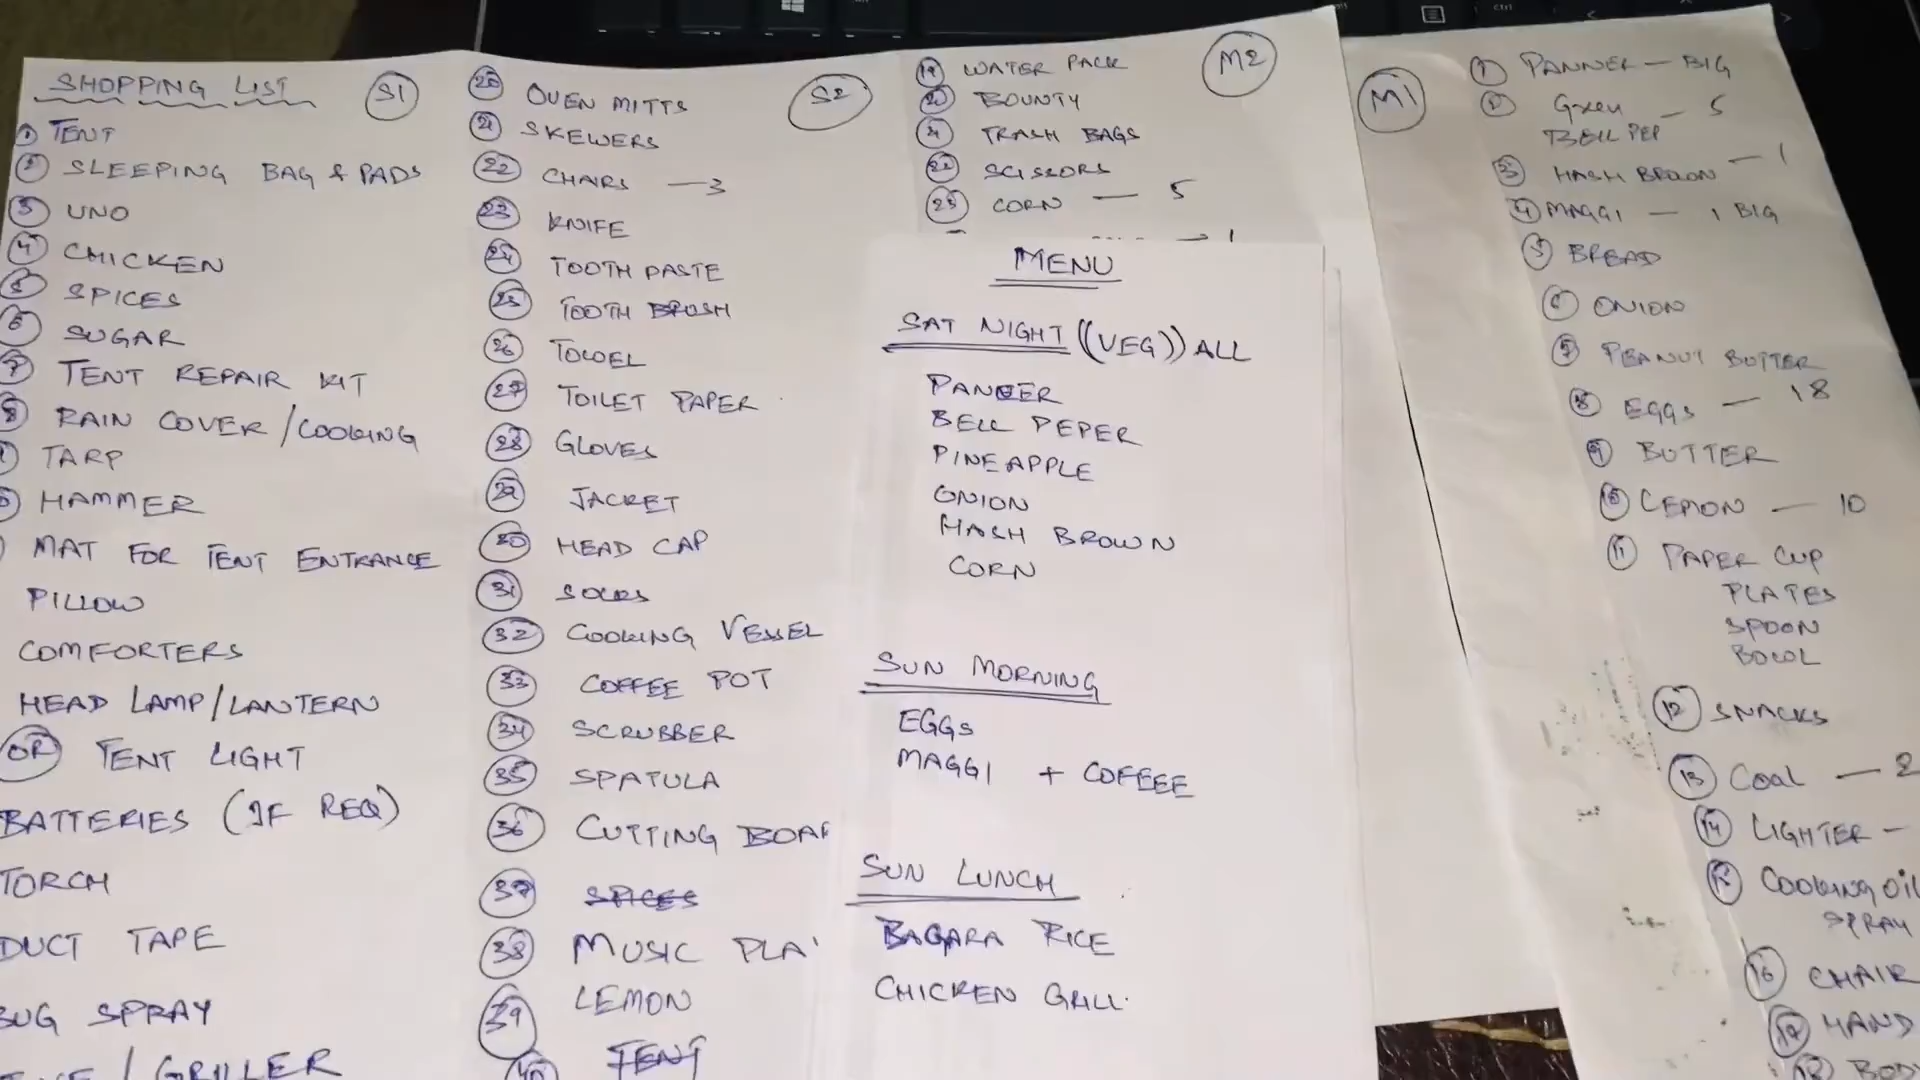 SHOPPING LIST S1
1 TENT
2 SLEEPING BAG & PADS
3 UNO
4 CHICKEN
5 SPICES
6 SUGAR
7 TENT REPAIR KIT
8 RAIN COVER / COOKING
TARP
HAMMER
MAT FOR TENT ENTRANCE
PILLOW
COMFORTERS
HEAD LAMP/LANTERN
OR TENT LIGHT
BATTERIES (IF REQ)
TORCH
DUCT TAPE
BUG SPRAY
/ GRILLER
S2
20 OVEN MITTS
21 SKEWERS
22 CHAIRS — 3
23 KNIFE
24 TOOTH PASTE
25 TOOTH BRUSH
26 TOWEL
27 TOILET PAPER
28 GLOVES
29 JACKET
30 HEAD CAP
31 SOCKS
32 COOKING VESSEL
33 COFFEE POT
34 SCRUBBER
35 SPATULA
36 CUTTING BOAR
37 SPICES
38 MUSIC PLA
39 LEMON
40 TENT
M2
19 WATER PACK
20 BOUNTY
21 TRASH BAGS
22 SCISSORS
23 CORN — 5
MENU
SAT NIGHT ((VEG)) ALL
PANEER
BELL PEPER
PINEAPPLE
ONION
HASH BROWN
CORN
SUN MORNING
EGGS
MAGGI + COFFEE
SUN LUNCH
BAGARA RICE
CHICKEN GRILL.
M1
1 PANNER — BIG
2 Green — 5
BELL PEP
3 HASH BROWN — 1
4 MAGGI — 1 BIG
5 BREAD
6 ONION
7 PEANUT BUTTER
8 EGGS — 18
9 BUTTER
10 LEMON — 10
11 PAPER CUP
PLATES
SPOON
BOWL
12 SNACKS
13 Coal — 2
14 LIGHTER —
15 COOKING OIL
SPRAY
16 CHAIR
17 HAND
18 BODY